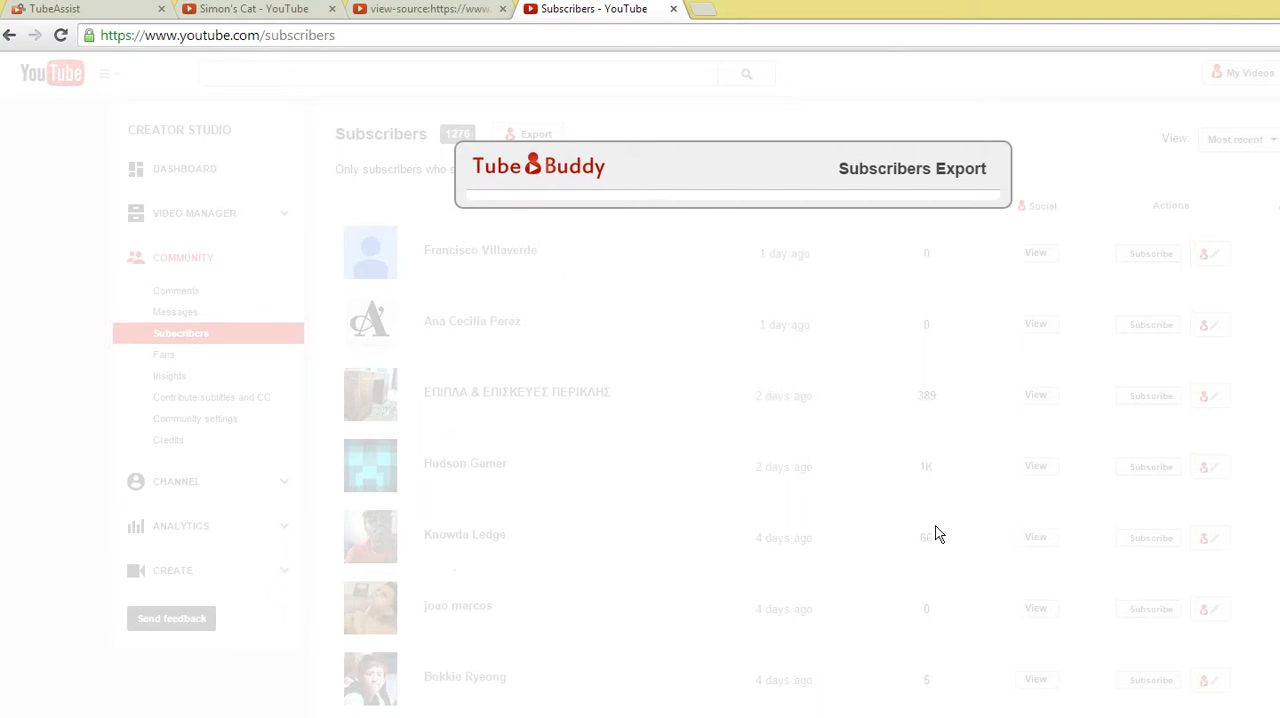 TubeAssist
Simon's Cat - YouTube
view-source:https://www.
Subscribers - YouTube
https://www.youtube.com/subscribers
YouTube
My Videos
CREATOR STUDIO
DASHBOARD
VIDEO MANAGER
COMMUNITY
Comments
Messages
Subscribers
Fans
Insights
Contribute subtitles and CC
Community settings
Credits
CHANNEL
ANALYTICS
CREATE
Send feedback
Subscribers 1276 Export
View: Most recent
Only subscribers who
TubeBuddy
Subscribers Export
Social Actions
Francisco Villaverde 1 day ago 0 View Subscribe
Ana Cecilia Perez 1 day ago 0 View Subscribe
ΕΠΙΠΛΑ & ΕΠΙΣΚΕΥΕΣ ΠΕΡΙΚΛΗΣ 2 days ago 389 View Subscribe
Hudson Gamer 2 days ago 1K View Subscribe
Knowda Ledge 4 days ago View Subscribe
joao marcos 4 days ago 0 View Subscribe
Bokkie Ryeong 4 days ago 5 View Subscribe